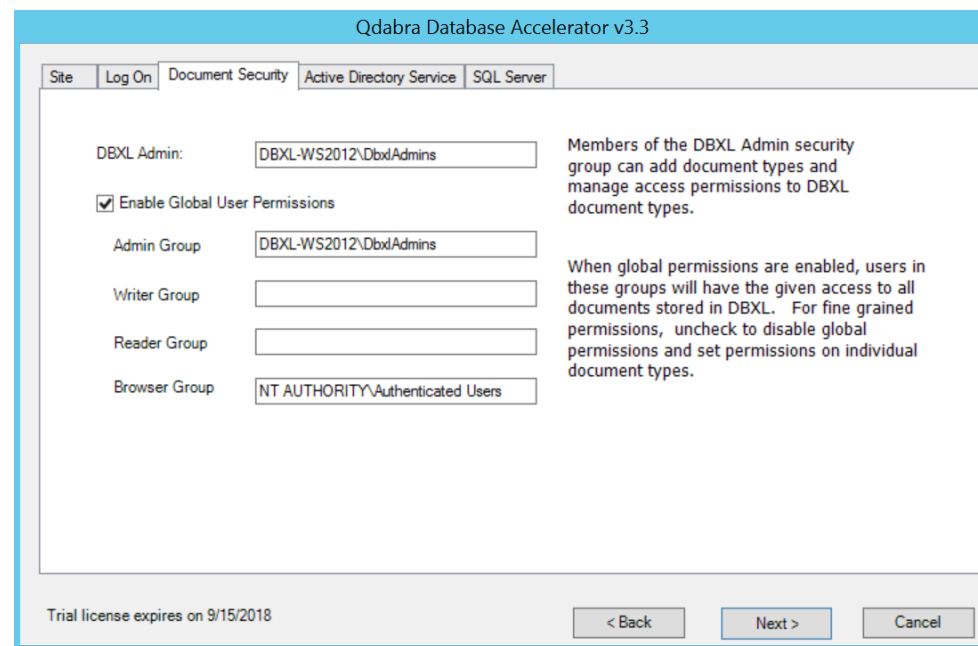 Qdabra Database Accelerator v3.3
Site Log On Document Security Active Directory Service SQL Server
DBXL Admin: DBXL-WS2012\DbxlAdmins
Members of the DBXL Admin security
group can add document types and
manage access permissions to DBXL
document types.
Enable Global User Permissions
Admin Group DBXL-WS2012\DbxlAdmins
Writer Group
Reader Group
Browser Group NT AUTHORITY\Authenticated Users
When global permissions are enabled, users in
these groups will have the given access to all
documents stored in DBXL. For fine grained
permissions, uncheck to disable global
permissions and set permissions on individual
document types.
Trial license expires on 9/15/2018
< Back Next > Cancel